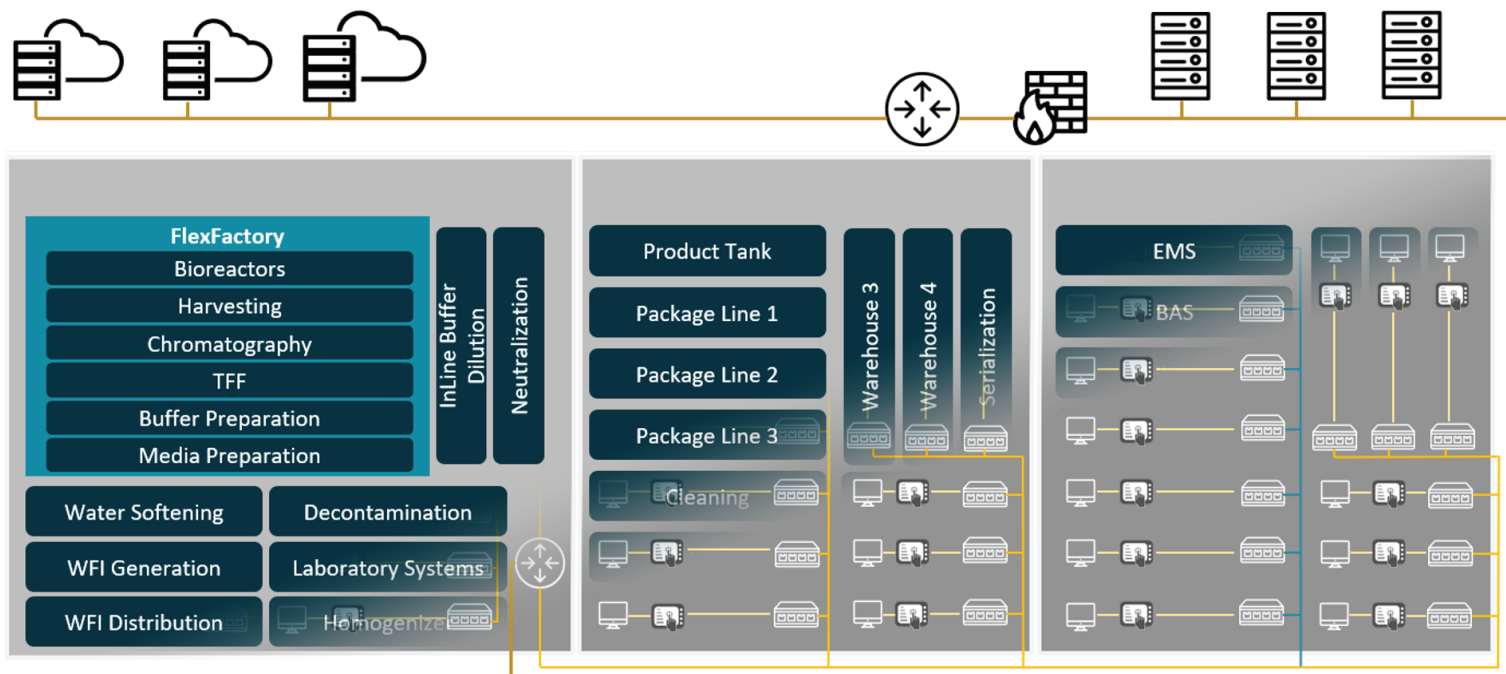 FlexFactory
Bioreactors
Harvesting
Chromatography
TFF
Buffer Preparation
Media Preparation
InLine Buffer
Dilution
Neutralization
Water Softening
Decontamination
WFI Generation
Laboratory Systems
WFI Distribution
Homogenize
Product Tank
Package Line 1
Package Line 2
Package Line 3
Cleaning
Warehouse 3
Warehouse 4
Serialization
EMS
BAS